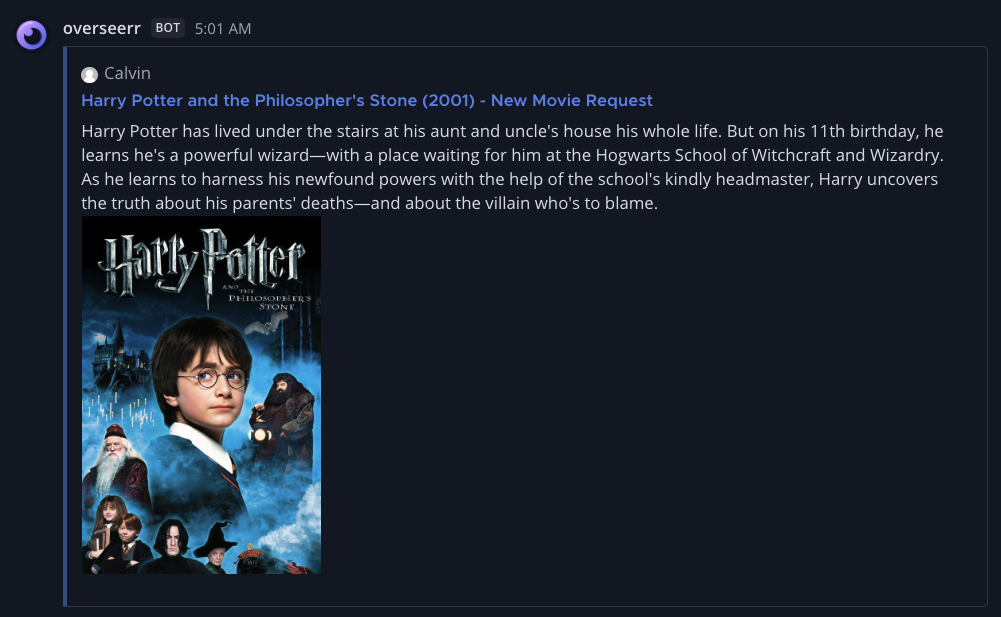 overseerr BOT 5:01 AM
Calvin
Harry Potter and the Philosopher's Stone (2001) - New Movie Request
Harry Potter has lived under the stairs at his aunt and uncle's house his whole life. But on his 11th birthday, he
learns he's a powerful wizard—with a place waiting for him at the Hogwarts School of Witchcraft and Wizardry.
As he learns to harness his newfound powers with the help of the school's kindly headmaster, Harry uncovers
the truth about his parents' deaths—and about the villain who's to blame.
Harry Potter
AND
THE
PHILOSOPHER'S
STONE